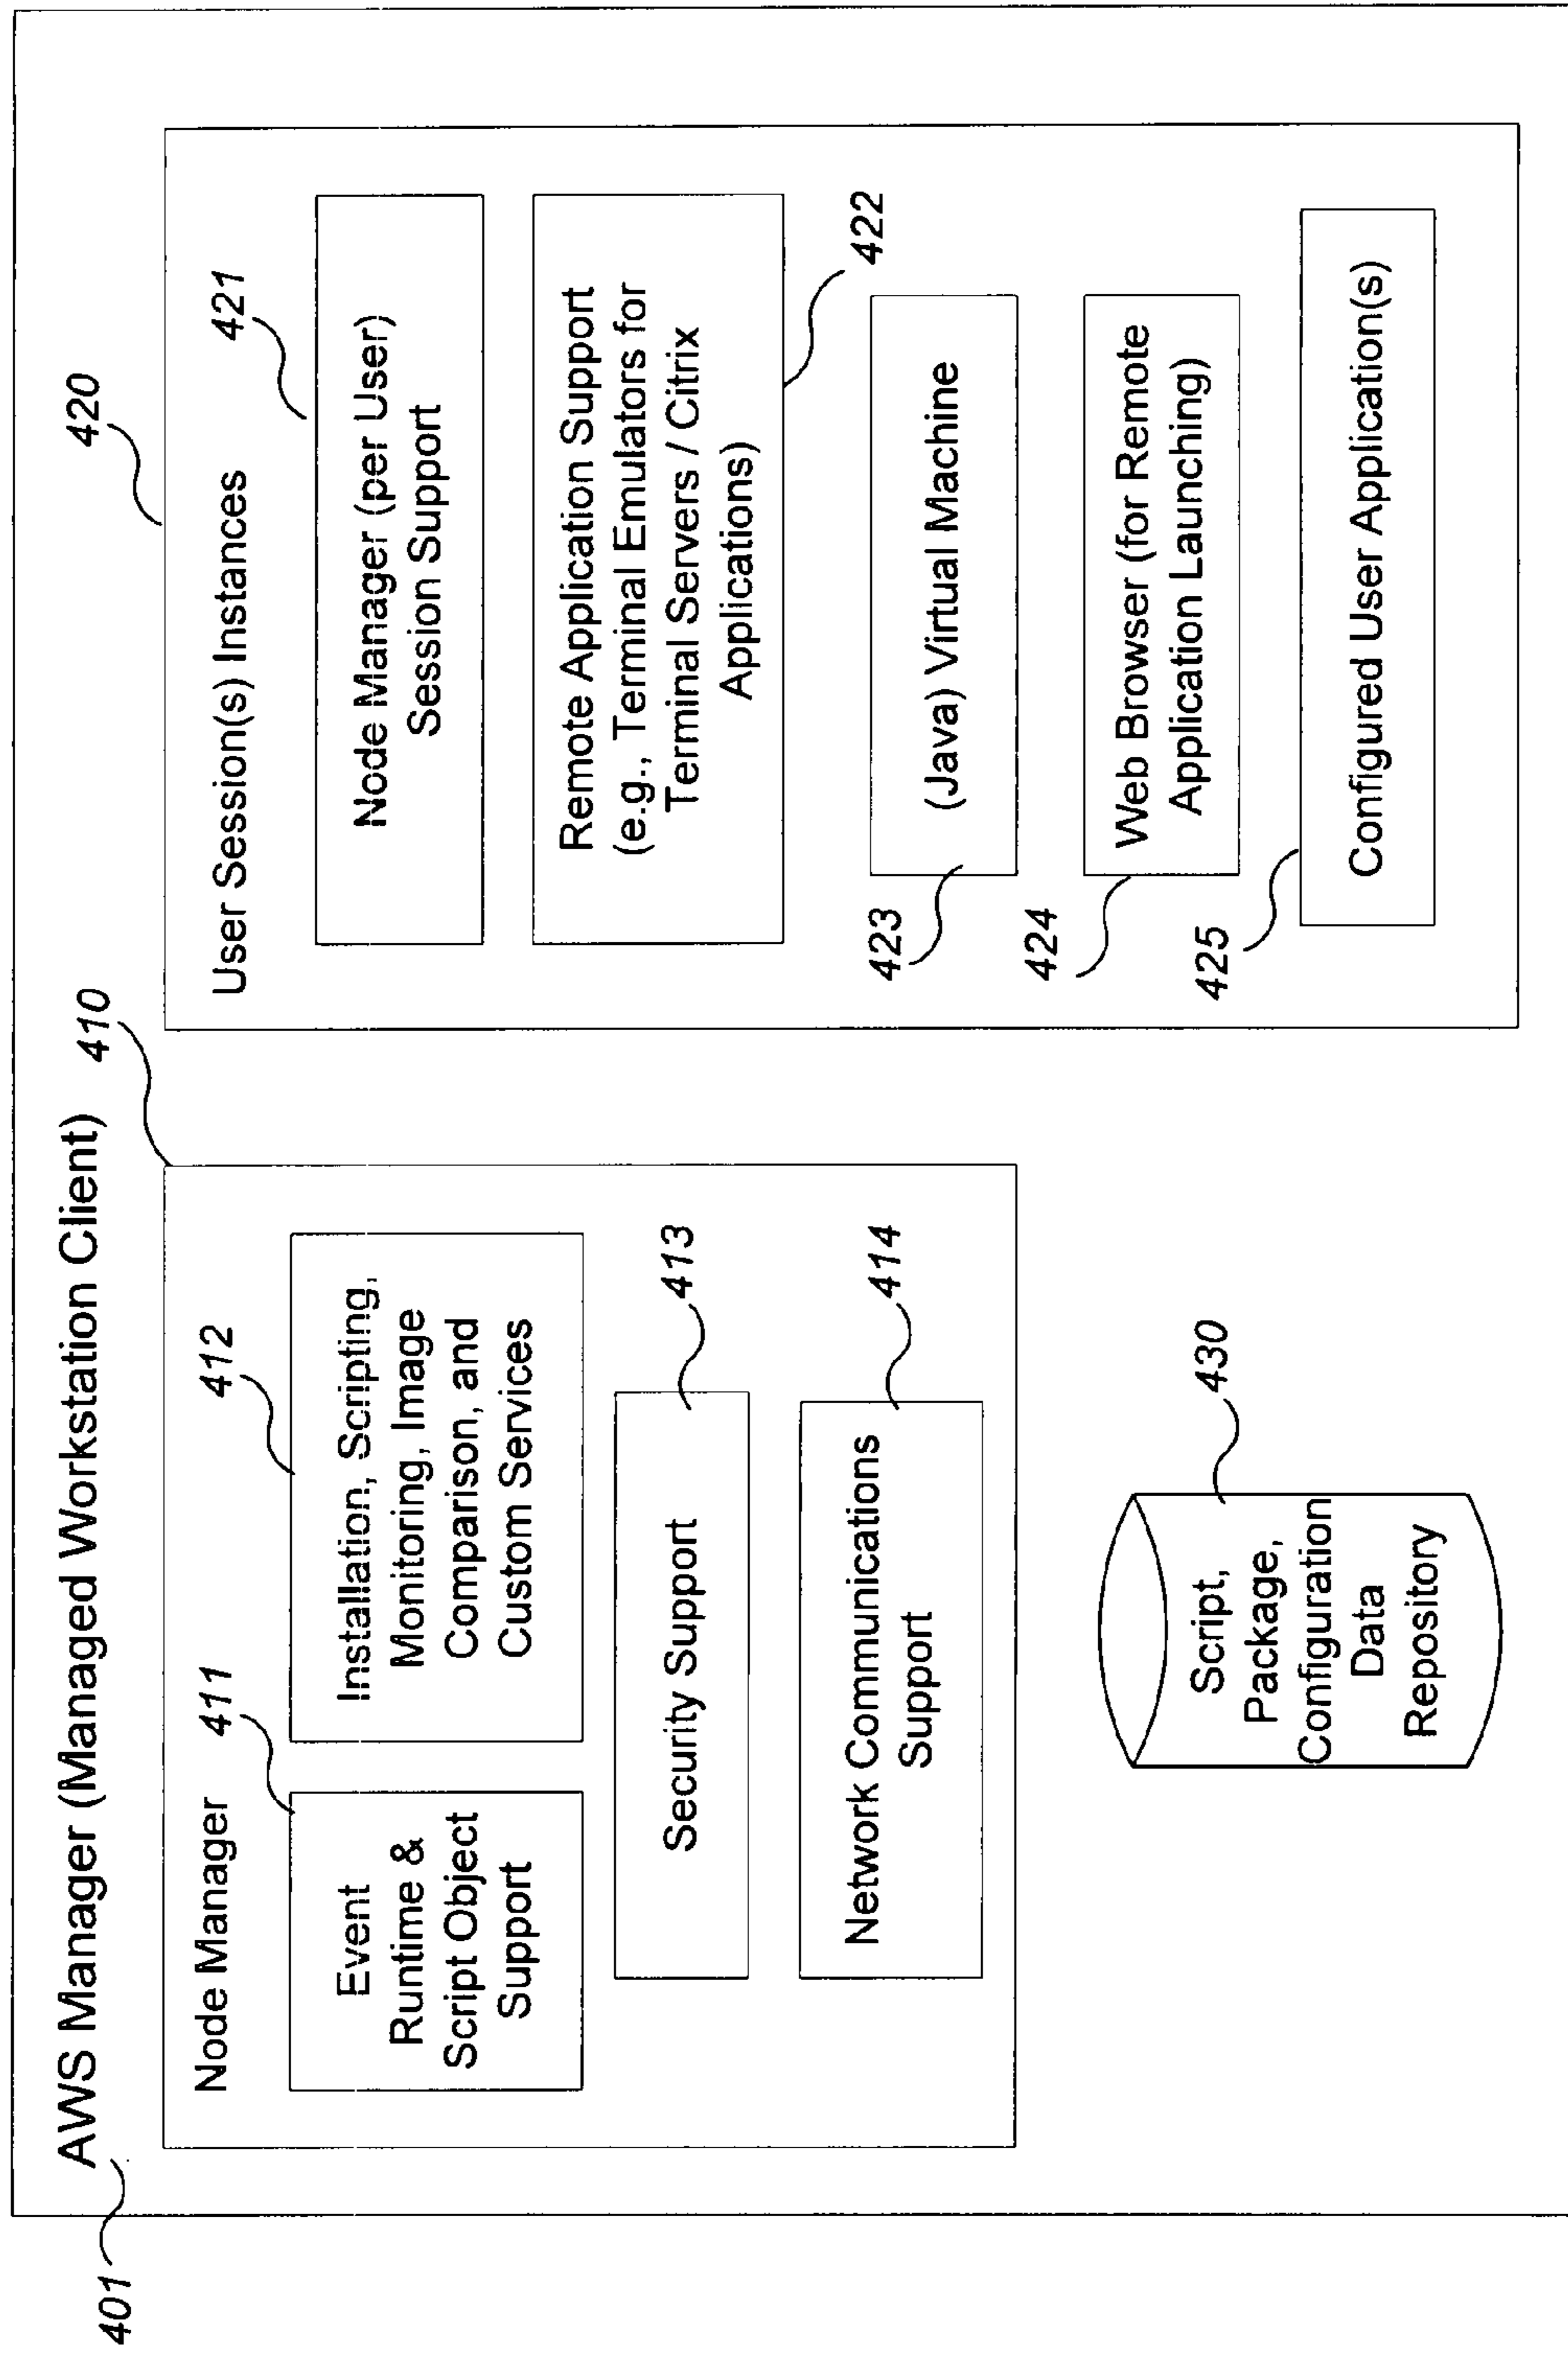 401
AWS Manager (Managed Workstation Client)
410
Node Manager
411
Event
Runtime &
Script Object
Support
412
Installation, Scripting,
Monitoring, Image
Comparison, and
Custom Services
Security Support
413
Network Communications
Support
414
Script,
Package,
Configuration
Data
Repository
430
420
User Session(s) Instances
421
Node Manager (per User)
Session Support
Remote Application Support
(e.g., Terminal Emulators for
Terminal Servers / Citrix
Applications)
422
423
(Java) Virtual Machine
424
Web Browser (for Remote
Application Launching)
425
Configured User Application(s)